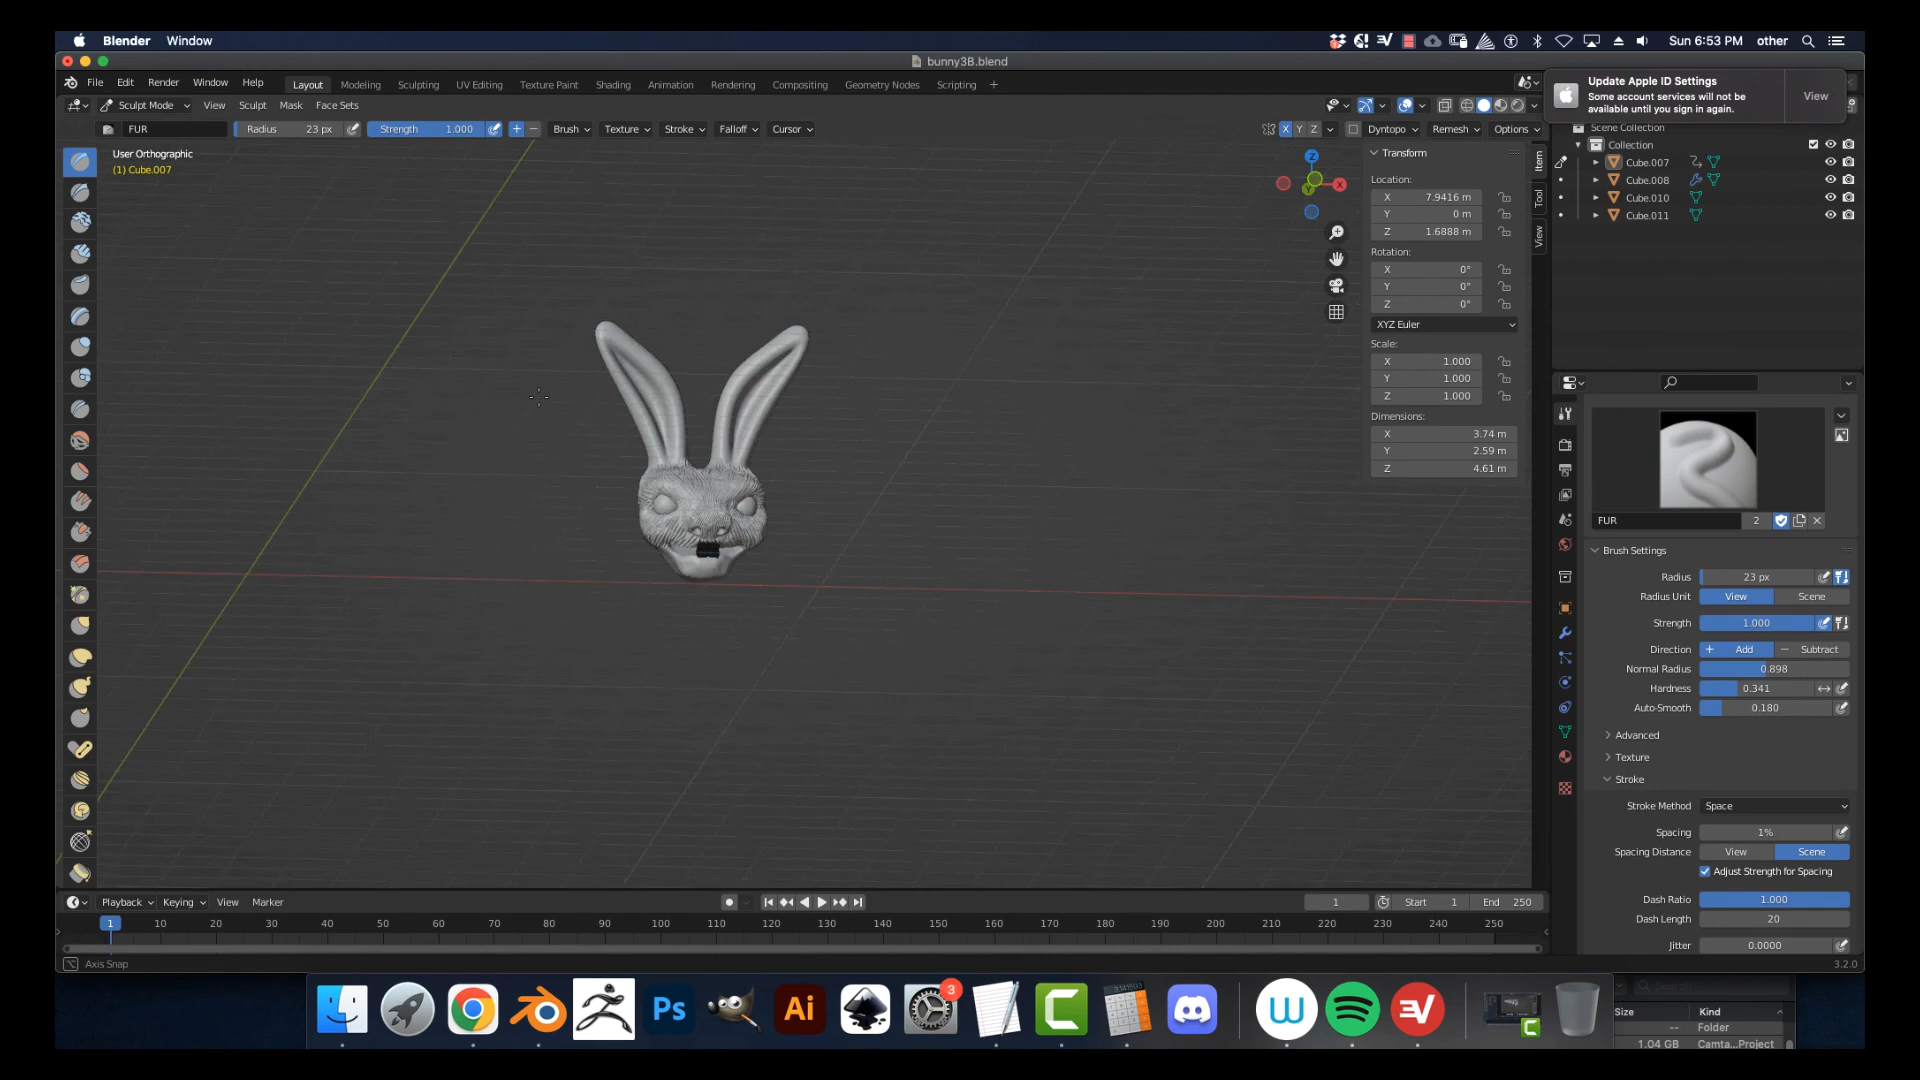 Blender Window
Sun 6:53 PM other
bunny3B.blend
File Edit Render Window Help Layout Modeling Sculpting UV Editing Texture Paint Shading Animation Rendering Compositing Geometry Nodes Scripting +
Update Apple ID Settings
Some account services will not be
available until you sign in again.
View
Sculpt Mode View Sculpt Mask Face Sets
FUR Radius 23 px Strength 1.000 + − Brush Texture Stroke Falloff Cursor X Y Z Dyntopo Remesh Options
Scene Collection
Collection
Cube.007
Cube.008
Cube.010
Cube.011
User Orthographic
(1) Cube.007
Z
X
Y
Transform
Location:
X 7.9416 m
Y 0 m
Z 1.6888 m
Rotation:
X 0°
Y 0°
Z 0°
XYZ Euler
Scale:
X 1.000
Y 1.000
Z 1.000
Dimensions:
X 3.74 m
Y 2.59 m
Z 4.61 m
Item
Tool
View
FUR 2
Brush Settings
Radius 23 px
Radius Unit View Scene
Strength 1.000
Direction + Add − Subtract
Normal Radius 0.898
Hardness 0.341
Auto-Smooth 0.180
Advanced
Texture
Stroke
Stroke Method Space
Spacing 1%
Spacing Distance View Scene
Adjust Strength for Spacing
Dash Ratio 1.000
Dash Length 20
Jitter 0.0000
Playback Keying View Marker
1 Start 1 End 250
1 10 20 30 40 50 60 70 80 90 100 110 120 130 140 150 160 170 180 190 200 210 220 230 240 250
Axis Snap
3.2.0
Ps Ai 3 C 3.141503 W EV
Search
Size Kind
-- Folder
1.04 GB Camta...Project